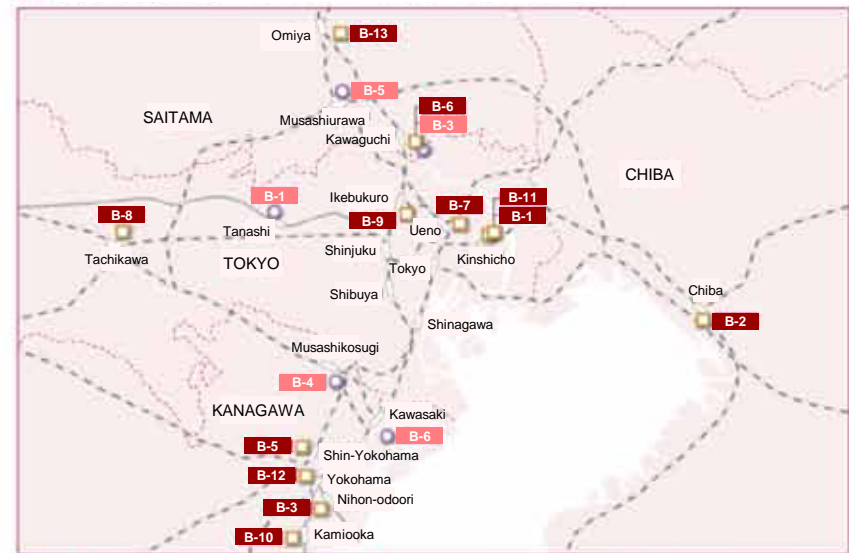 Omiya
B-13
B-5
SAITAMA
Musashiurawa
B-6
B-3
Kawaguchi
CHIBA
B-1
Ikebukuro
B-11
B-8
B-7
B-1
B-9
Ueno
Tanashi
Tachikawa
TOKYO
Shinjuku
Kinshicho
Tokyo
Shibuya
Chiba
B-2
Shinagawa
Musashikosugi
B-4
KANAGAWA
Kawasaki
B-6
B-5
Shin-Yokohama
B-12
Yokohama
Nihon-odoori
B-3
Kamiooka
B-10